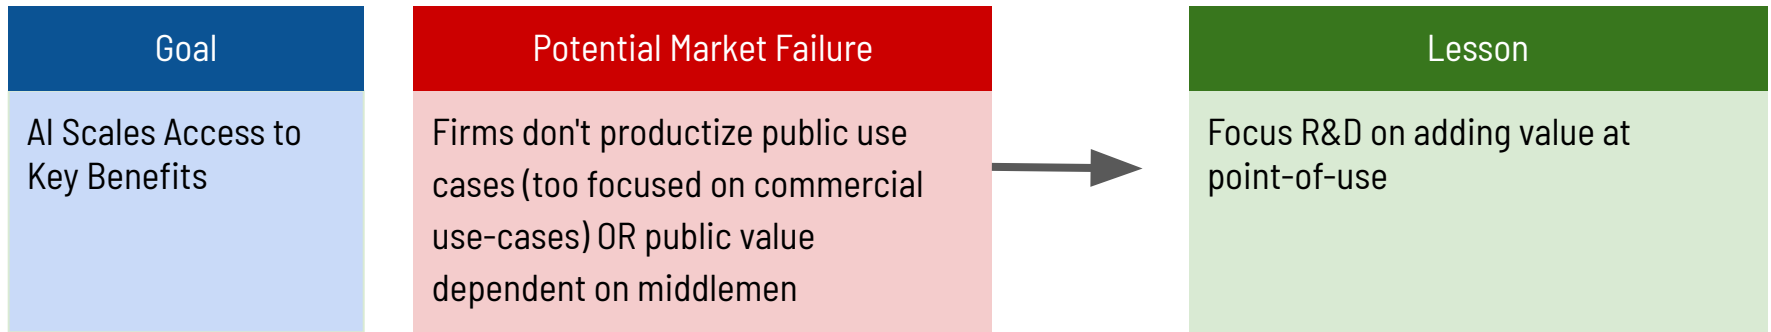 Goal
AI Scales Access to
Key Benefits
Potential Market Failure
Firms don't productize public use
cases (too focused on commercial
use-cases) OR public value
dependent on middlemen
Lesson
Focus R&D on adding value at
point-of-use